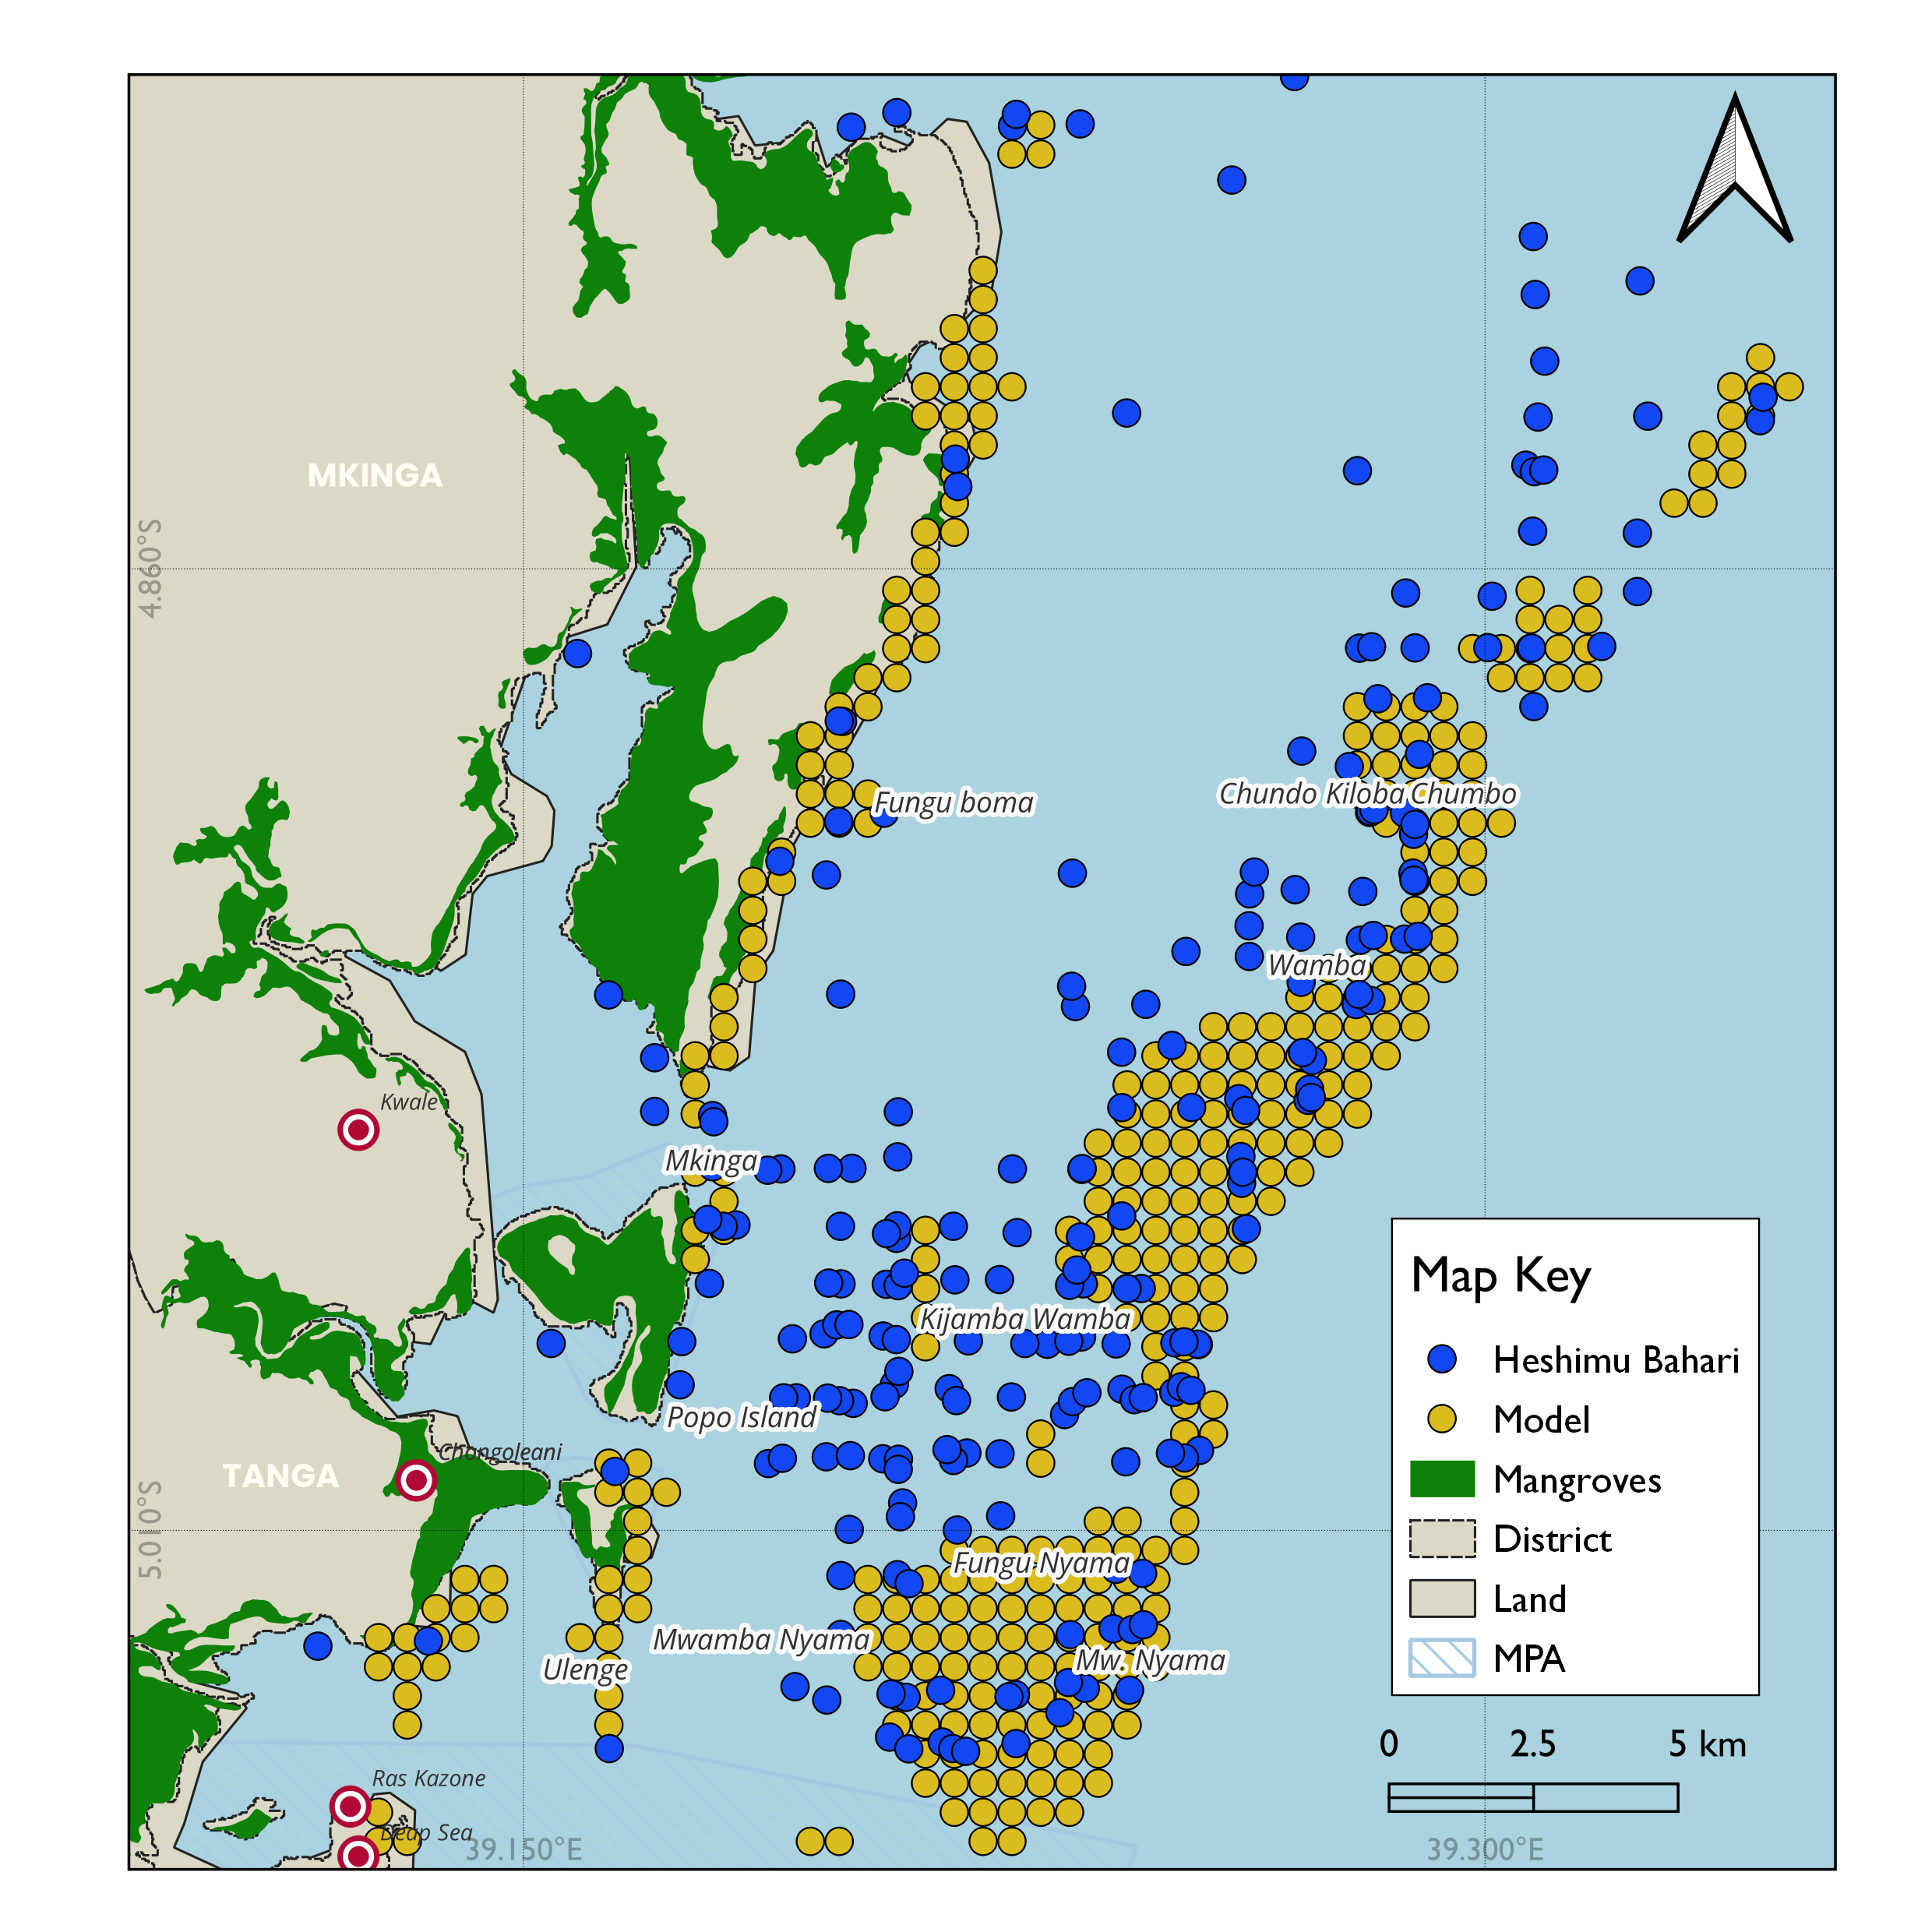 MKINGA
4.860°S
Fungu boma
Chundo Kiloba Chumbo
Wamba
Kwale
Mkinga
Map Key
Kijamba Wamba
Heshimu Bahari
Popo Island
Model
Chongoleani
TANGA
Mangroves
5.010°S
District
Fungu Nyama
Land
Mwamba Nyama
Mw. Nyama
MPA
Ulenge
0 2.5 5 km
Ras Kazone
Deap Sea
39.150°E
39.300°E